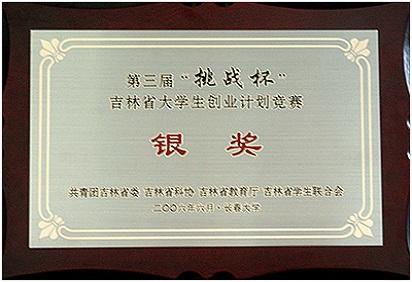 第三届“挑战杯”
吉林省大学生创业计划竞赛
银奖
共青团吉林省委 吉林省科协 吉林省教育厅 吉林省学生联合会
二〇〇六年六月·长春大学